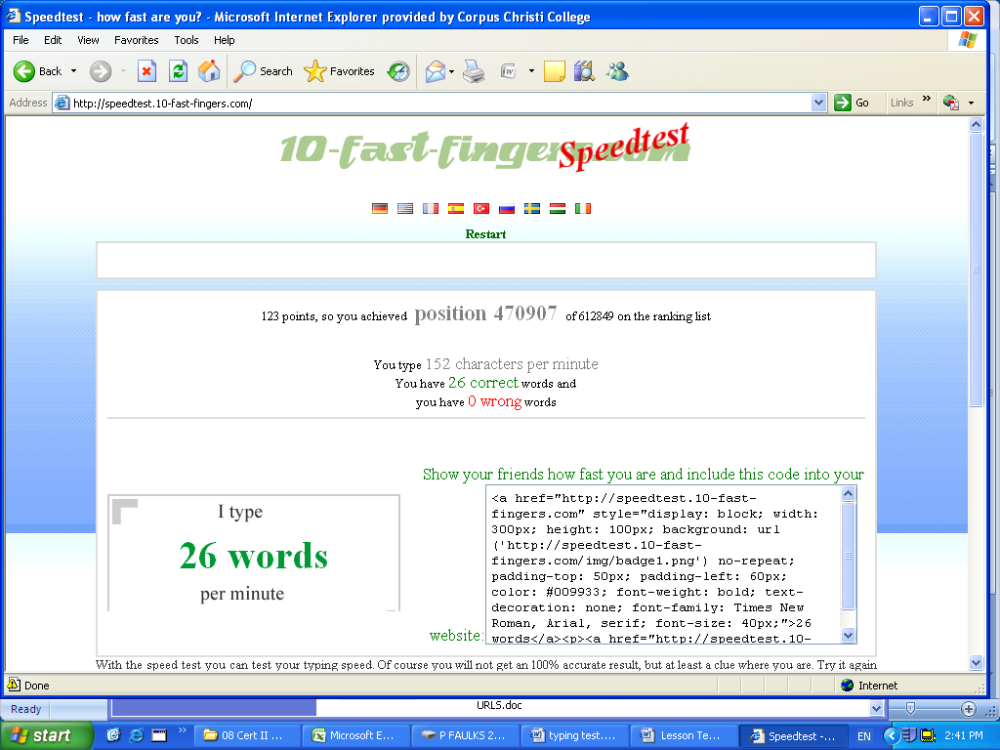 Speedtest - how fast are you? - Microsoft Internet Explorer provided by Corpus Christi College
File Edit View Favorites Tools Help
Back Search Favorites
Address http://speedtest.10-fast-fingers.com/ Go Links »
10-fast-fingers.com Speedtest
Restart
123 points, so you achieved position 470907 of 612849 on the ranking list
You type 152 characters per minute
You have 26 correct words and
you have 0 wrong words
Show your friends how fast you are and include this code into your
website:
I type
26 words
per minute
<a href="http://speedtest.10-fast-
fingers.com" style="display: block; width:
300px; height: 100px; background: url
('http://speedtest.10-fast-
fingers.com/img/badge1.png') no-repeat;
padding-top: 50px; padding-left: 60px;
color: #009933; font-weight: bold; text-
decoration: none; font-family: Times New
Roman, Arial, serif; font-size: 40px;">26
words</a><p><a href="http://speedtest.10-
With the speed test you can test your typing speed. Of course you will not get an 100% accurate result, but at least a clue where you are. Try it again
Done Internet
Ready URLS.doc
start 08 Cert II ... Microsoft E... P FAULKS 2... typing test.... Lesson Te... Speedtest -... EN 2:41 PM